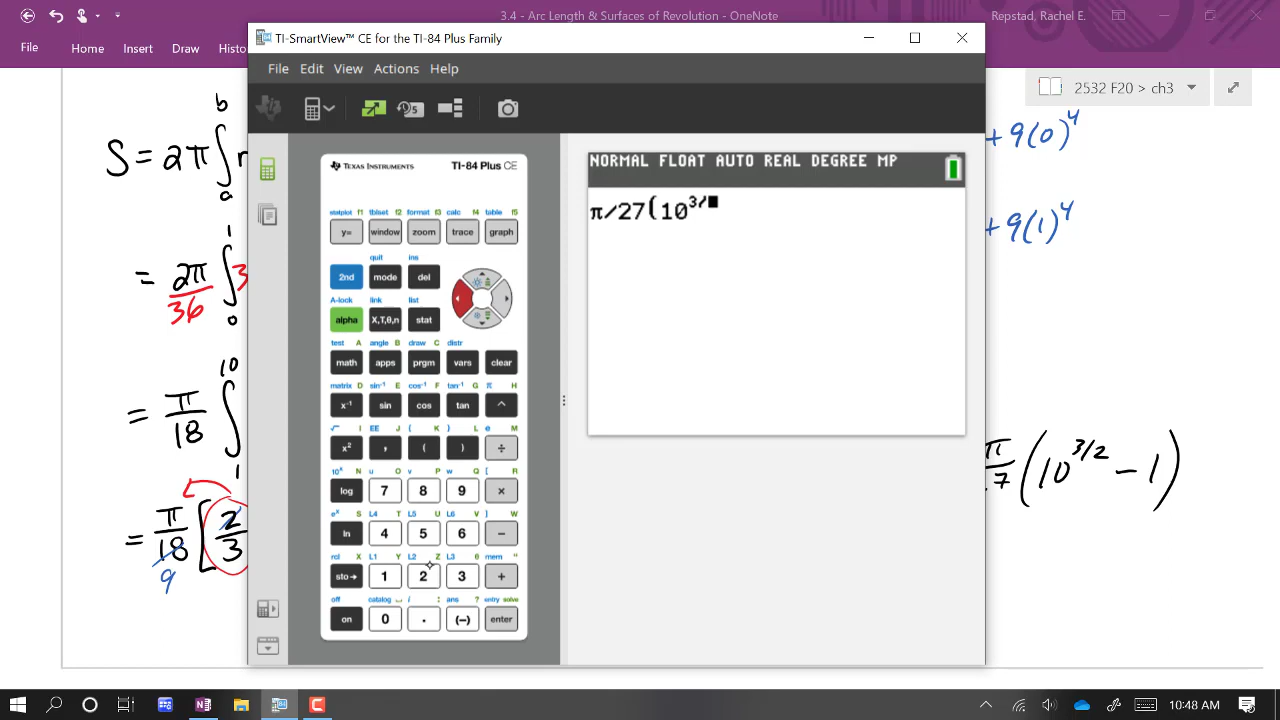 3.4 - Arc Length & Surfaces of Revolution - OneNote
Repstad, Rachel E.
File Home Insert Draw Histo
TI-SmartView™ CE for the TI-84 Plus Family
File Edit View Actions Help
2532 F20 > ch3
TEXAS INSTRUMENTS TI-84 Plus CE
statplot f1 tblset f2 format f3 calc f4 table f5
y= window zoom trace graph
quit ins
2nd mode del
A-lock link list
alpha X,T,θ,n stat
test A angle B draw C distr
math apps prgm vars clear
matrix D sin⁻¹ E cos⁻¹ F tan⁻¹ G π H
x⁻¹ sin cos tan ^
√ I EE J { K } L e M
x² , ( ) ÷
10ˣ N u O v P w Q [ R
log 7 8 9 ×
eˣ S L4 T L5 U L6 V ] W
ln 4 5 6 −
rcl X L1 Y L2 Z L3 θ mem "
sto→ 1 2 3 +
off catalog ␣ i : ans ? entry solve
on 0 . (−) enter
NORMAL FLOAT AUTO REAL DEGREE MP
π/27(10^3/
S = 2π ∫ₐᵇ
= 2π/36 ∫₀¹ 3
= π/18 ∫₁¹⁰
= π/18 [ 2/3
9
+ 9(0)⁴
+ 9(1)⁴
(10^3/2 − 1)
10:48 AM